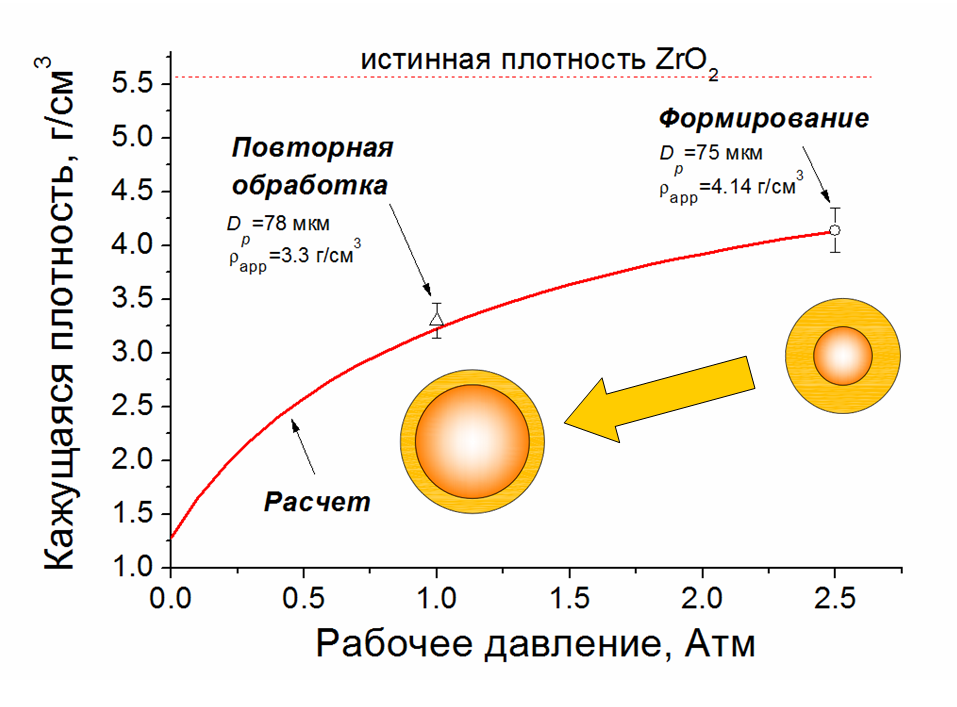 истинная плотность ZrO₂
Кажущаяся плотность, г/см³
5.5
5.0
4.5
4.0
3.5
3.0
2.5
2.0
1.5
1.0
Повторная
обработка
Dₚ=78 мкм
ρapp=3.3 г/см³
Формирование
Dₚ=75 мкм
ρapp=4.14 г/см³
Расчет
0.0 0.5 1.0 1.5 2.0 2.5
Рабочее давление, Атм